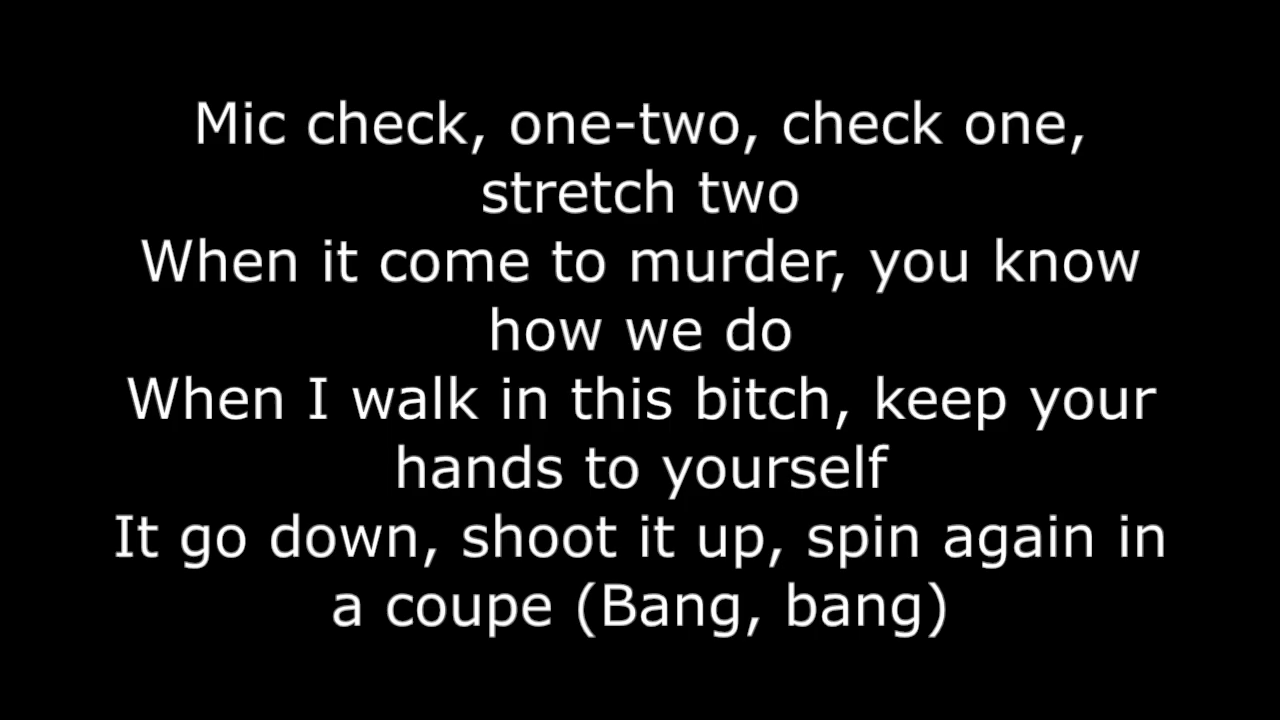 Mic check, one-two, check one,
stretch two
When it come to murder, you know
how we do
When I walk in this bitch, keep your
hands to yourself
It go down, shoot it up, spin again in
a coupe (Bang, bang)